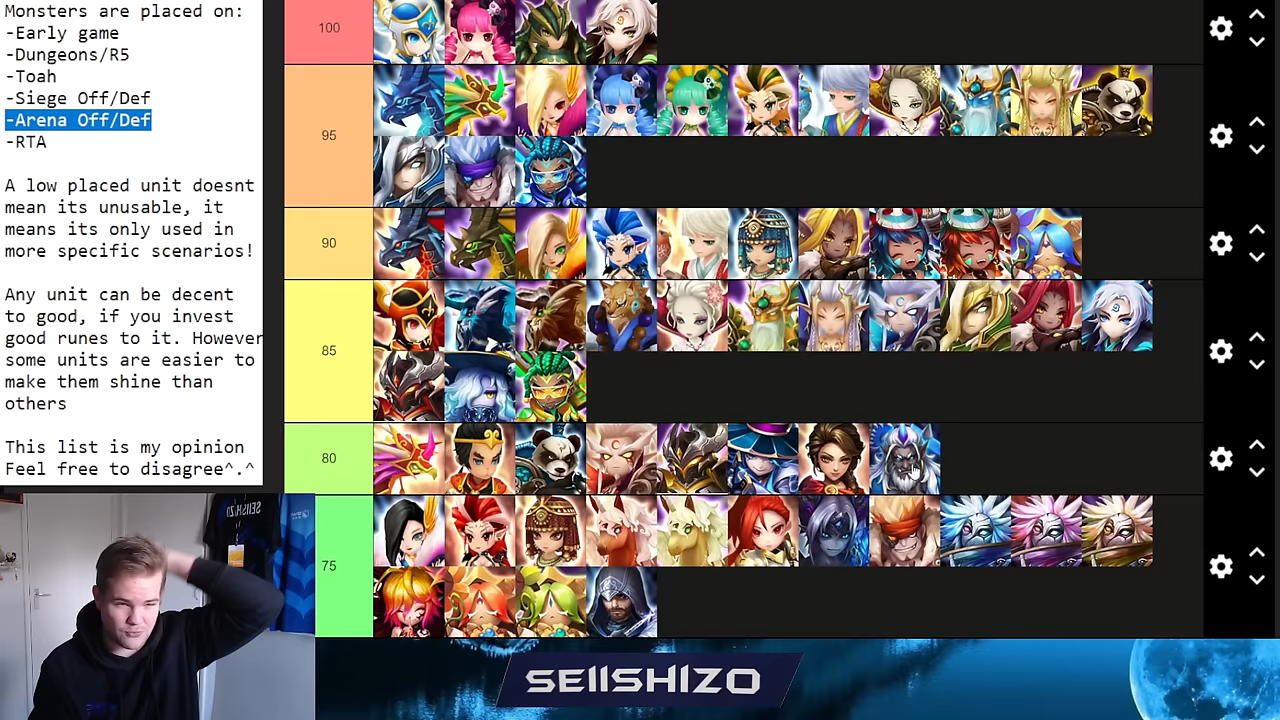 Monsters are placed on:
-Early game
-Dungeons/R5
-Toah
-Siege Off/Def
-Arena Off/Def
-RTA
A low placed unit doesnt
mean its unusable, it
means its only used in
more specific scenarios!
Any unit can be decent
to good, if you invest
good runes to it. However
some units are easier to
make them shine than
others
This list is my opinion
Feel free to disagree^.^
100
95
90
85
80
75
SEIISHIZO
SEIISHIZO